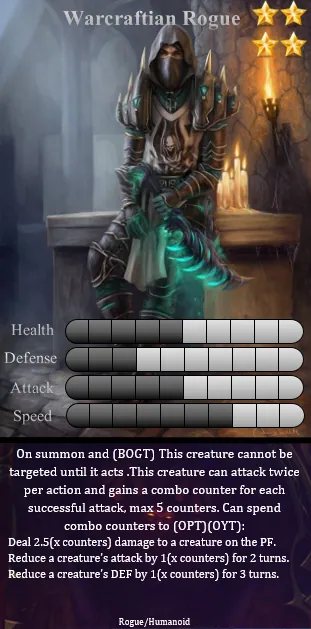 Warcraftian Rogue
Health
Defense
Attack
Speed
On summon and (BOGT) This creature cannot be
targeted until it acts .This creature can attack twice
per action and gains a combo counter for each
successful attack, max 5 counters. Can spend
combo counters to (OPT)(OYT):
Deal 2.5(x counters) damage to a creature on the PF.
Reduce a creature's attack by 1(x counters) for 2 turns.
Reduce a creature's DEF by 1(x counters) for 3 turns.
Rogue/Humanoid